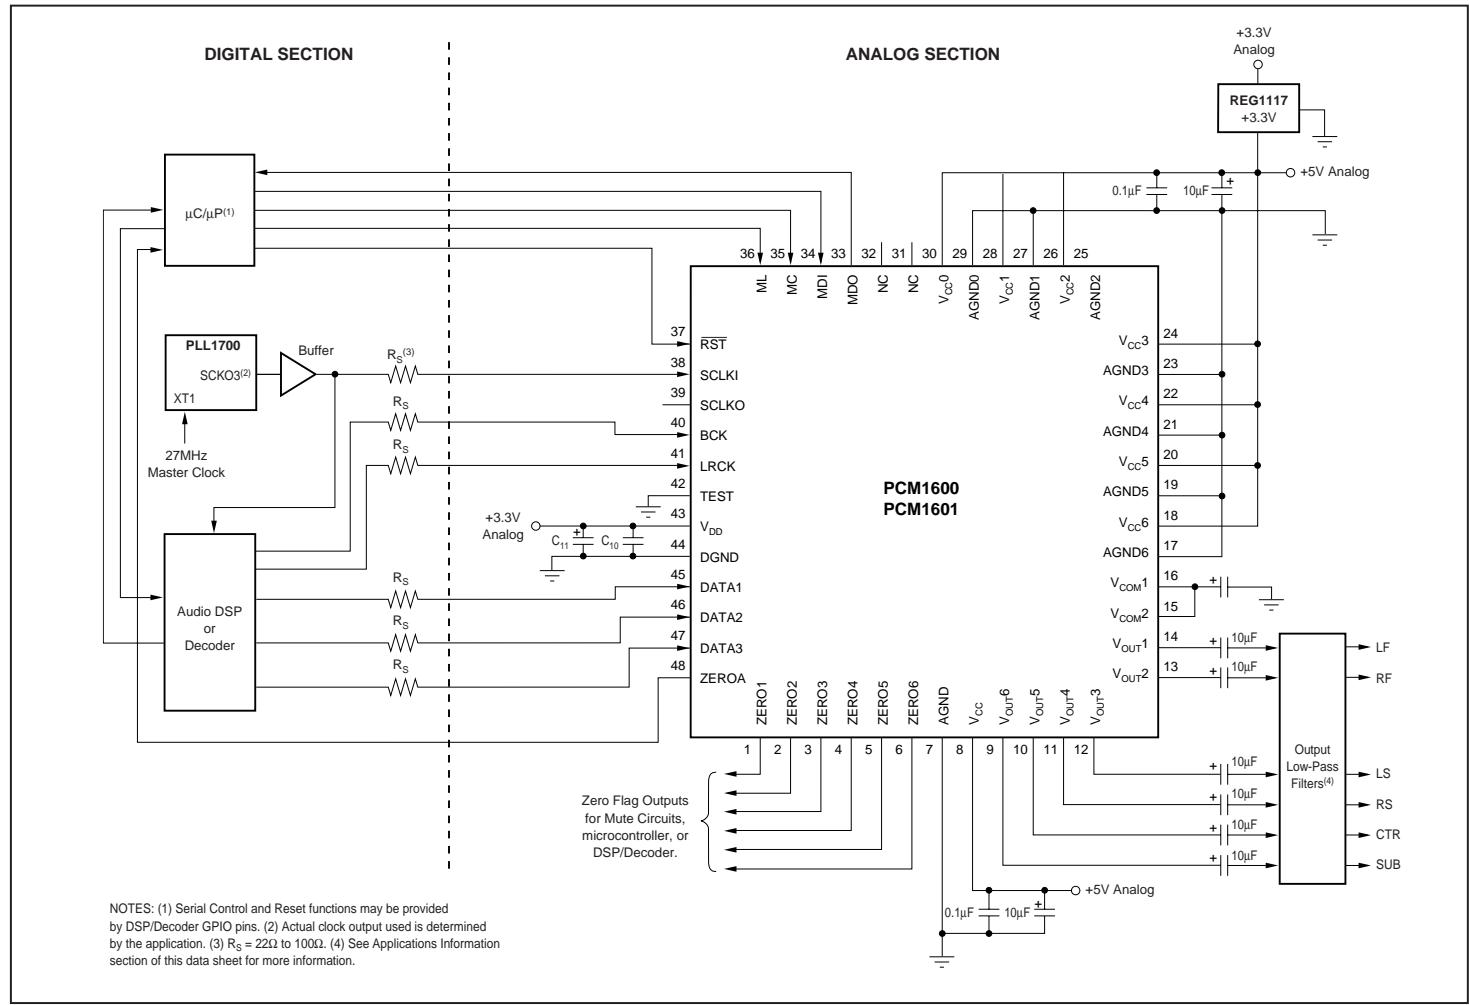 DIGITAL SECTION
ANALOG SECTION
+3.3V
Analog
REG1117
+3.3V
+5V Analog
0.1µF
10µF
+
µC/µP(1)
36
35
34
33
32
31
30
29
28
27
26
25
ML
MC
MDI
MDO
NC
NC
VCC0
AGND0
VCC1
AGND1
VCC2
AGND2
PLL1700
SCKO3(2)
XT1
Buffer
27MHz
Master Clock
RS(3)
RS
RS
37
RST
38
SCLKI
39
SCLKO
40
BCK
41
LRCK
42
TEST
43
VDD
44
DGND
45
DATA1
46
DATA2
47
DATA3
48
ZEROA
+3.3V
Analog
+
C11
C10
Audio DSP
or
Decoder
RS
RS
RS
PCM1600
PCM1601
VCC3
24
AGND3
23
VCC4
22
AGND4
21
VCC5
20
AGND5
19
VCC6
18
AGND6
17
VCOM1
16
+
VCOM2
15
VOUT1
14
+
10µF
VOUT2
13
+
10µF
ZERO1
ZERO2
ZERO3
ZERO4
ZERO5
ZERO6
AGND
VCC
VOUT6
VOUT5
VOUT4
VOUT3
1
2
3
4
5
6
7
8
9
10
11
12
Zero Flag Outputs
for Mute Circuits,
microcontroller, or
DSP/Decoder.
+
10µF
+
10µF
+
10µF
+
10µF
Output
Low-Pass
Filters(4)
LF
RF
LS
RS
CTR
SUB
+5V Analog
0.1µF
10µF
+
NOTES: (1) Serial Control and Reset functions may be provided
by DSP/Decoder GPIO pins. (2) Actual clock output used is determined
by the application. (3) RS = 22Ω to 100Ω. (4) See Applications Information
section of this data sheet for more information.